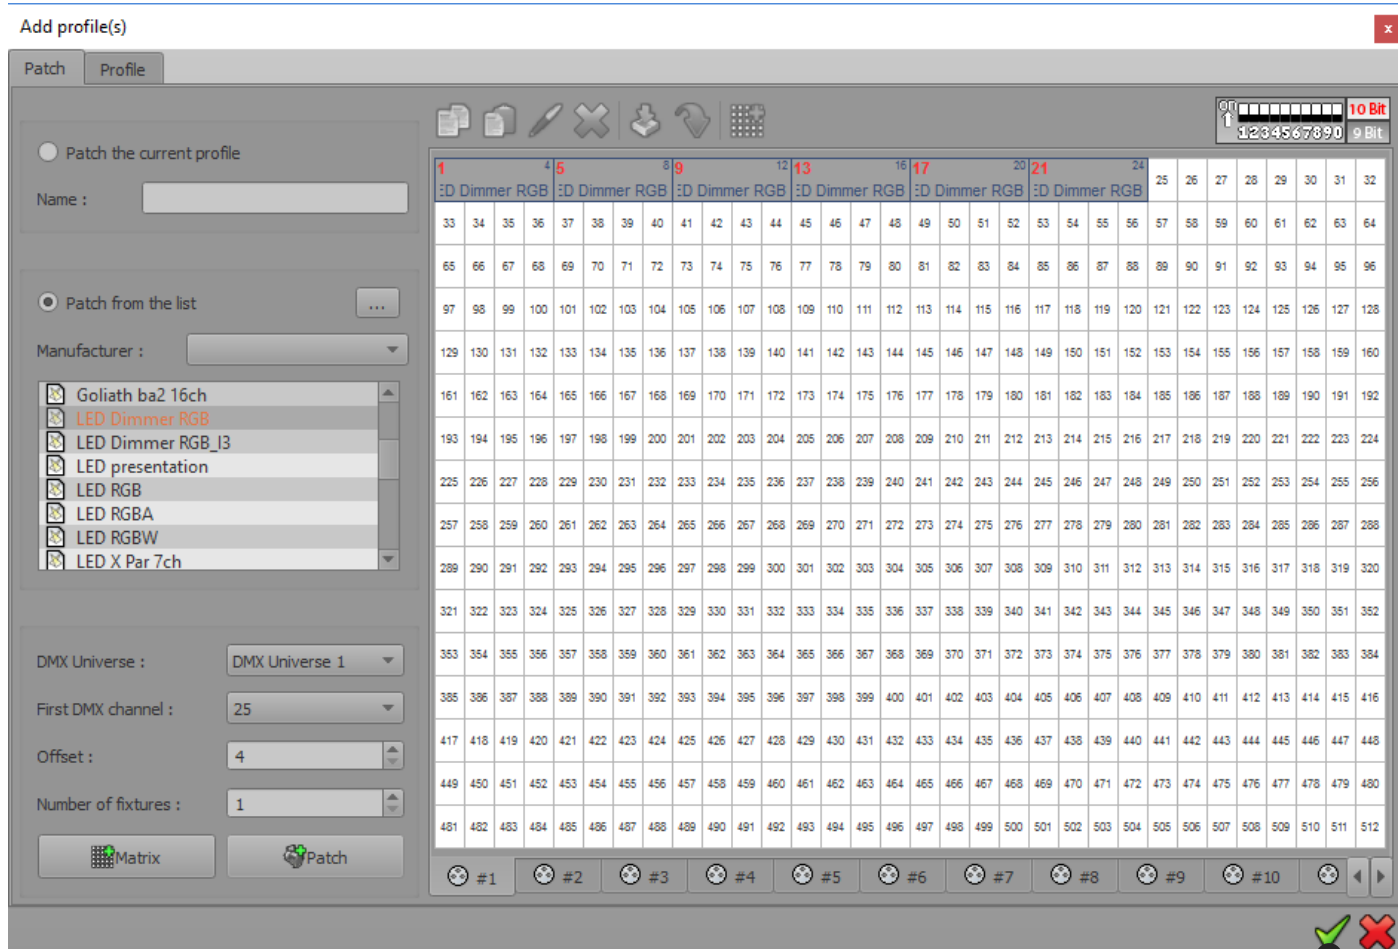 Add profile(s)
x
Patch Profile
Patch the current profile
Name :
Patch from the list
...
Manufacturer :
Goliath ba2 16ch
LED Dimmer RGB
LED Dimmer RGB_I3
LED presentation
LED RGB
LED RGBA
LED RGBW
LED X Par 7ch
DMX Universe : DMX Universe 1
First DMX channel : 25
Offset : 4
Number of fixtures : 1
Matrix Patch
ON 10 Bit
1234567890 9 Bit
1 4 5 8 9 12 13 16 17 20 21 24 25 26 27 28 29 30 31 32
ED Dimmer RGB ED Dimmer RGB ED Dimmer RGB ED Dimmer RGB ED Dimmer RGB ED Dimmer RGB
33 34 35 36 37 38 39 40 41 42 43 44 45 46 47 48 49 50 51 52 53 54 55 56 57 58 59 60 61 62 63 64
65 66 67 68 69 70 71 72 73 74 75 76 77 78 79 80 81 82 83 84 85 86 87 88 89 90 91 92 93 94 95 96
97 98 99 100 101 102 103 104 105 106 107 108 109 110 111 112 113 114 115 116 117 118 119 120 121 122 123 124 125 126 127 128
129 130 131 132 133 134 135 136 137 138 139 140 141 142 143 144 145 146 147 148 149 150 151 152 153 154 155 156 157 158 159 160
161 162 163 164 165 166 167 168 169 170 171 172 173 174 175 176 177 178 179 180 181 182 183 184 185 186 187 188 189 190 191 192
193 194 195 196 197 198 199 200 201 202 203 204 205 206 207 208 209 210 211 212 213 214 215 216 217 218 219 220 221 222 223 224
225 226 227 228 229 230 231 232 233 234 235 236 237 238 239 240 241 242 243 244 245 246 247 248 249 250 251 252 253 254 255 256
257 258 259 260 261 262 263 264 265 266 267 268 269 270 271 272 273 274 275 276 277 278 279 280 281 282 283 284 285 286 287 288
289 290 291 292 293 294 295 296 297 298 299 300 301 302 303 304 305 306 307 308 309 310 311 312 313 314 315 316 317 318 319 320
321 322 323 324 325 326 327 328 329 330 331 332 333 334 335 336 337 338 339 340 341 342 343 344 345 346 347 348 349 350 351 352
353 354 355 356 357 358 359 360 361 362 363 364 365 366 367 368 369 370 371 372 373 374 375 376 377 378 379 380 381 382 383 384
385 386 387 388 389 390 391 392 393 394 395 396 397 398 399 400 401 402 403 404 405 406 407 408 409 410 411 412 413 414 415 416
417 418 419 420 421 422 423 424 425 426 427 428 429 430 431 432 433 434 435 436 437 438 439 440 441 442 443 444 445 446 447 448
449 450 451 452 453 454 455 456 457 458 459 460 461 462 463 464 465 466 467 468 469 470 471 472 473 474 475 476 477 478 479 480
481 482 483 484 485 486 487 488 489 490 491 492 493 494 495 496 497 498 499 500 501 502 503 504 505 506 507 508 509 510 511 512
#1 #2 #3 #4 #5 #6 #7 #8 #9 #10